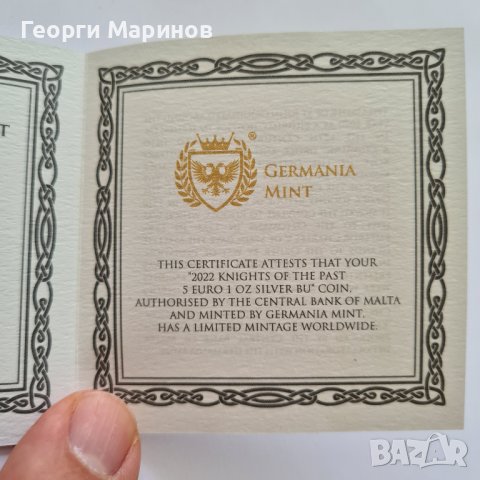 Георги Маринов
T
®
GERMANIA
MINT
THIS CERTIFICATE ATTESTS THAT YOUR
"2022 KNIGHTS OF THE PAST
5 EURO 1 OZ SILVER BU" COIN,
AUTHORISED BY THE CENTRAL BANK OF MALTA
AND MINTED BY GERMANIA MINT,
HAS A LIMITED MINTAGE WORLDWIDE.
BAZAR